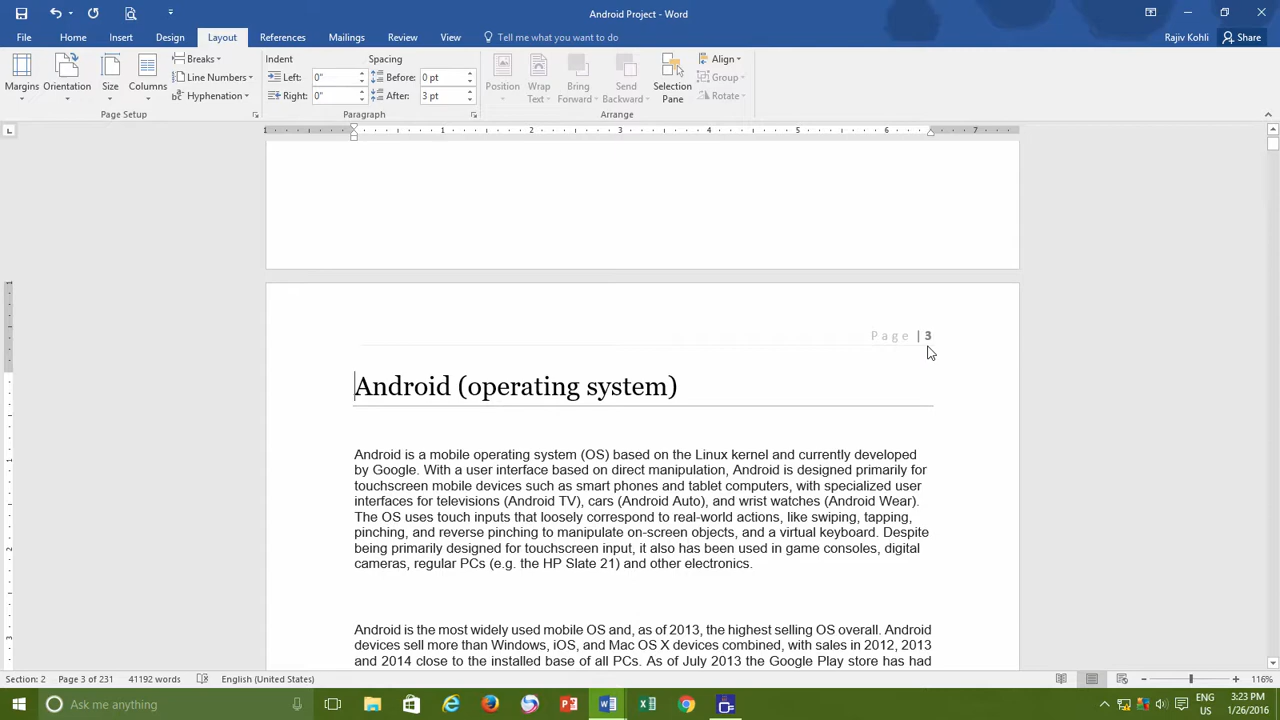 Android Project - Word
File Home Insert Design Layout References Mailings Review View Tell me what you want to do Rajiv Kohli Share
Margins Orientation Size Columns Breaks Line Numbers Hyphenation
Page Setup
Indent Spacing
Left: 0" Before: 0 pt
Right: 0" After: 3 pt
Paragraph
Position Wrap Text Bring Forward Send Backward Selection Pane Align Group Rotate
Arrange
1 1 2 3 4 5 6 7
Page | 3
Android (operating system)
Android is a mobile operating system (OS) based on the Linux kernel and currently developed
by Google. With a user interface based on direct manipulation, Android is designed primarily for
touchscreen mobile devices such as smart phones and tablet computers, with specialized user
interfaces for televisions (Android TV), cars (Android Auto), and wrist watches (Android Wear).
The OS uses touch inputs that loosely correspond to real-world actions, like swiping, tapping,
pinching, and reverse pinching to manipulate on-screen objects, and a virtual keyboard. Despite
being primarily designed for touchscreen input, it also has been used in game consoles, digital
cameras, regular PCs (e.g. the HP Slate 21) and other electronics.
Android is the most widely used mobile OS and, as of 2013, the highest selling OS overall. Android
devices sell more than Windows, iOS, and Mac OS X devices combined, with sales in 2012, 2013
and 2014 close to the installed base of all PCs. As of July 2013 the Google Play store has had
Section: 2 Page 3 of 231 41192 words English (United States) 116%
Ask me anything ENG US 3:23 PM 1/26/2016